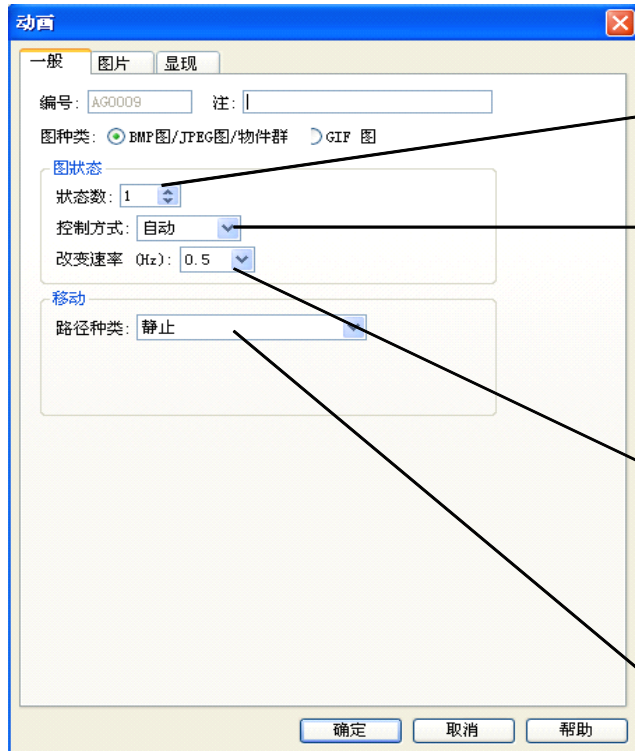 动画
一般 图片 显现
编号: AG0009 注:
图种类: BMP图/JPEG图/物件群 GIF 图
图狀态
狀态数: 1
控制方式: 自动
改变速率 (Hz): 0.5
移动
路径种类: 静止
确定 取消 帮助